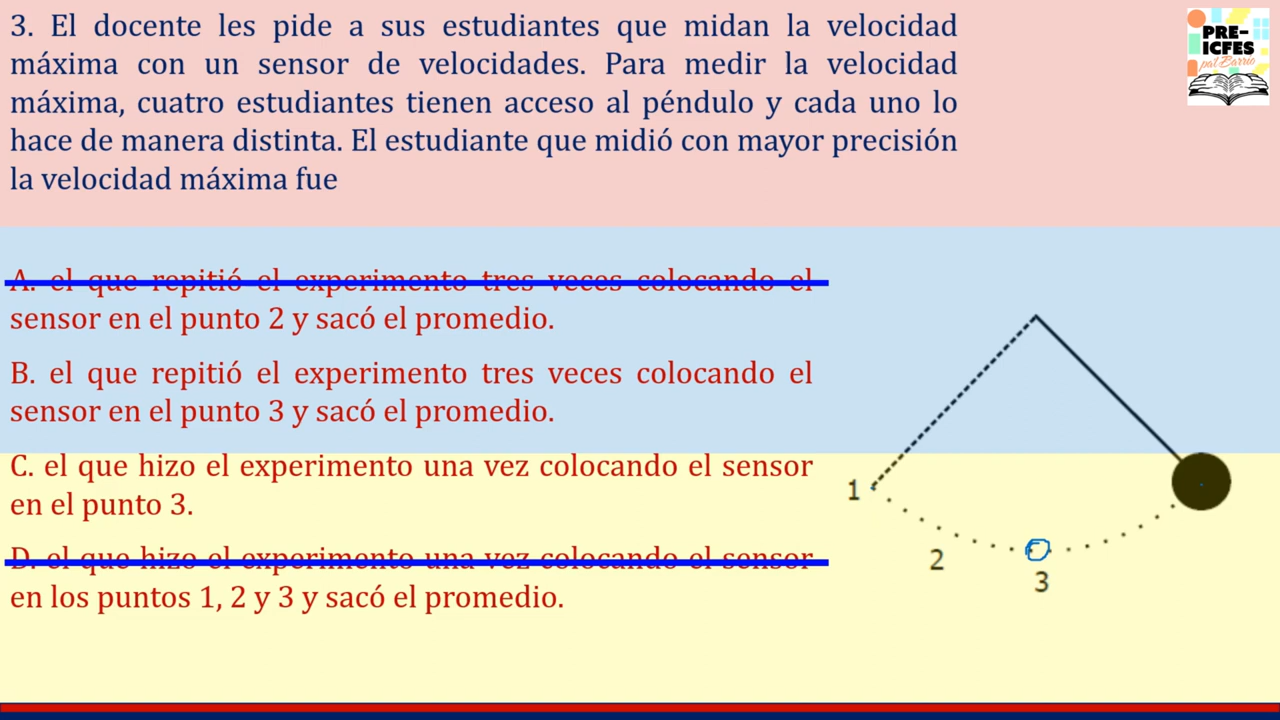 3. El docente les pide a sus estudiantes que midan la velocidad
máxima con un sensor de velocidades. Para medir la velocidad
máxima, cuatro estudiantes tienen acceso al péndulo y cada uno lo
hace de manera distinta. El estudiante que midió con mayor precisión
la velocidad máxima fue
PRE-
ICFES
pa'l Barrio
A. el que repitió el experimento tres veces colocando el
sensor en el punto 2 y sacó el promedio.
B. el que repitió el experimento tres veces colocando el
sensor en el punto 3 y sacó el promedio.
C. el que hizo el experimento una vez colocando el sensor
en el punto 3.
D. el que hizo el experimento una vez colocando el sensor
en los puntos 1, 2 y 3 y sacó el promedio.
1
2
3